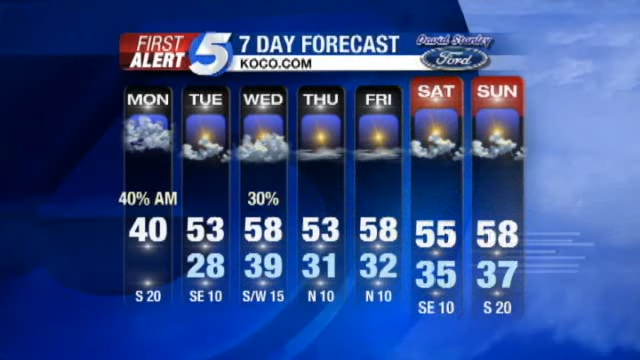 FIRST ALERT 5
7 DAY FORECAST
KOCO.COM
David Stanley
Ford
MON TUE WED THU FRI SAT SUN
40% AM 30%
40 53 58 53 58 55 58
28 39 31 32 35 37
S 20 SE 10 S/W 15 N 10 N 10 SE 10 S 20